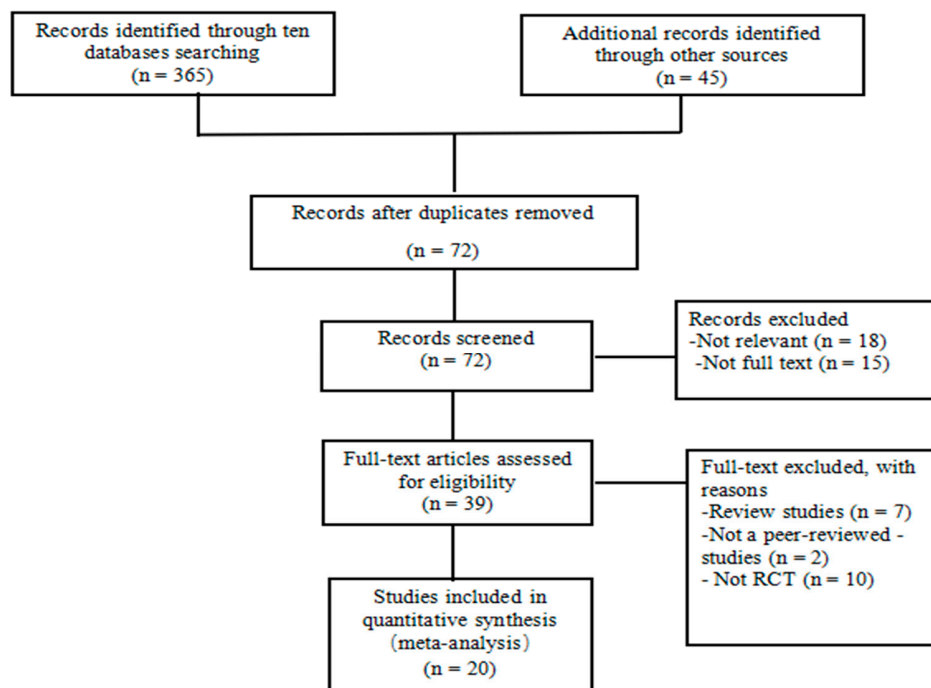 Records identified through ten
databases searching
(n = 365)
Additional records identified
through other sources
(n = 45)
Records after duplicates removed
(n = 72)
Records screened
(n = 72)
Records excluded
-Not relevant (n = 18)
-Not full text (n = 15)
Full-text articles assessed
for eligibility
(n = 39)
Full-text excluded, with
reasons
-Review studies (n = 7)
-Not a peer-reviewed -
studies (n = 2)
- Not RCT (n = 10)
Studies included in
quantitative synthesis
(meta-analysis)
(n = 20)